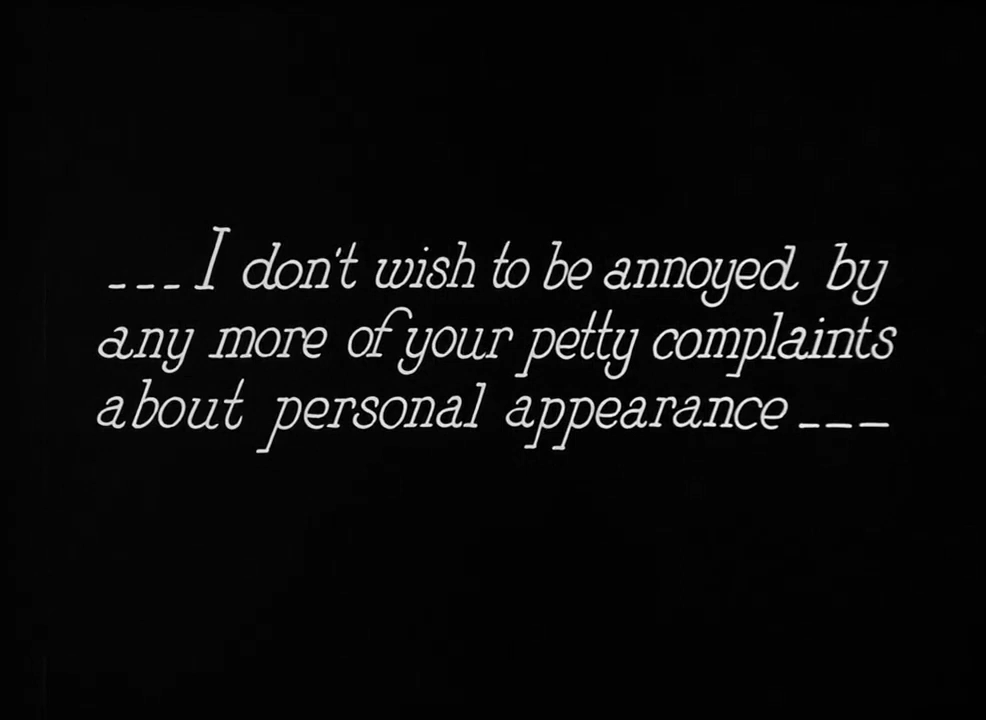 ---I don't wish to be annoyed by
any more of your petty complaints
about personal appearance---